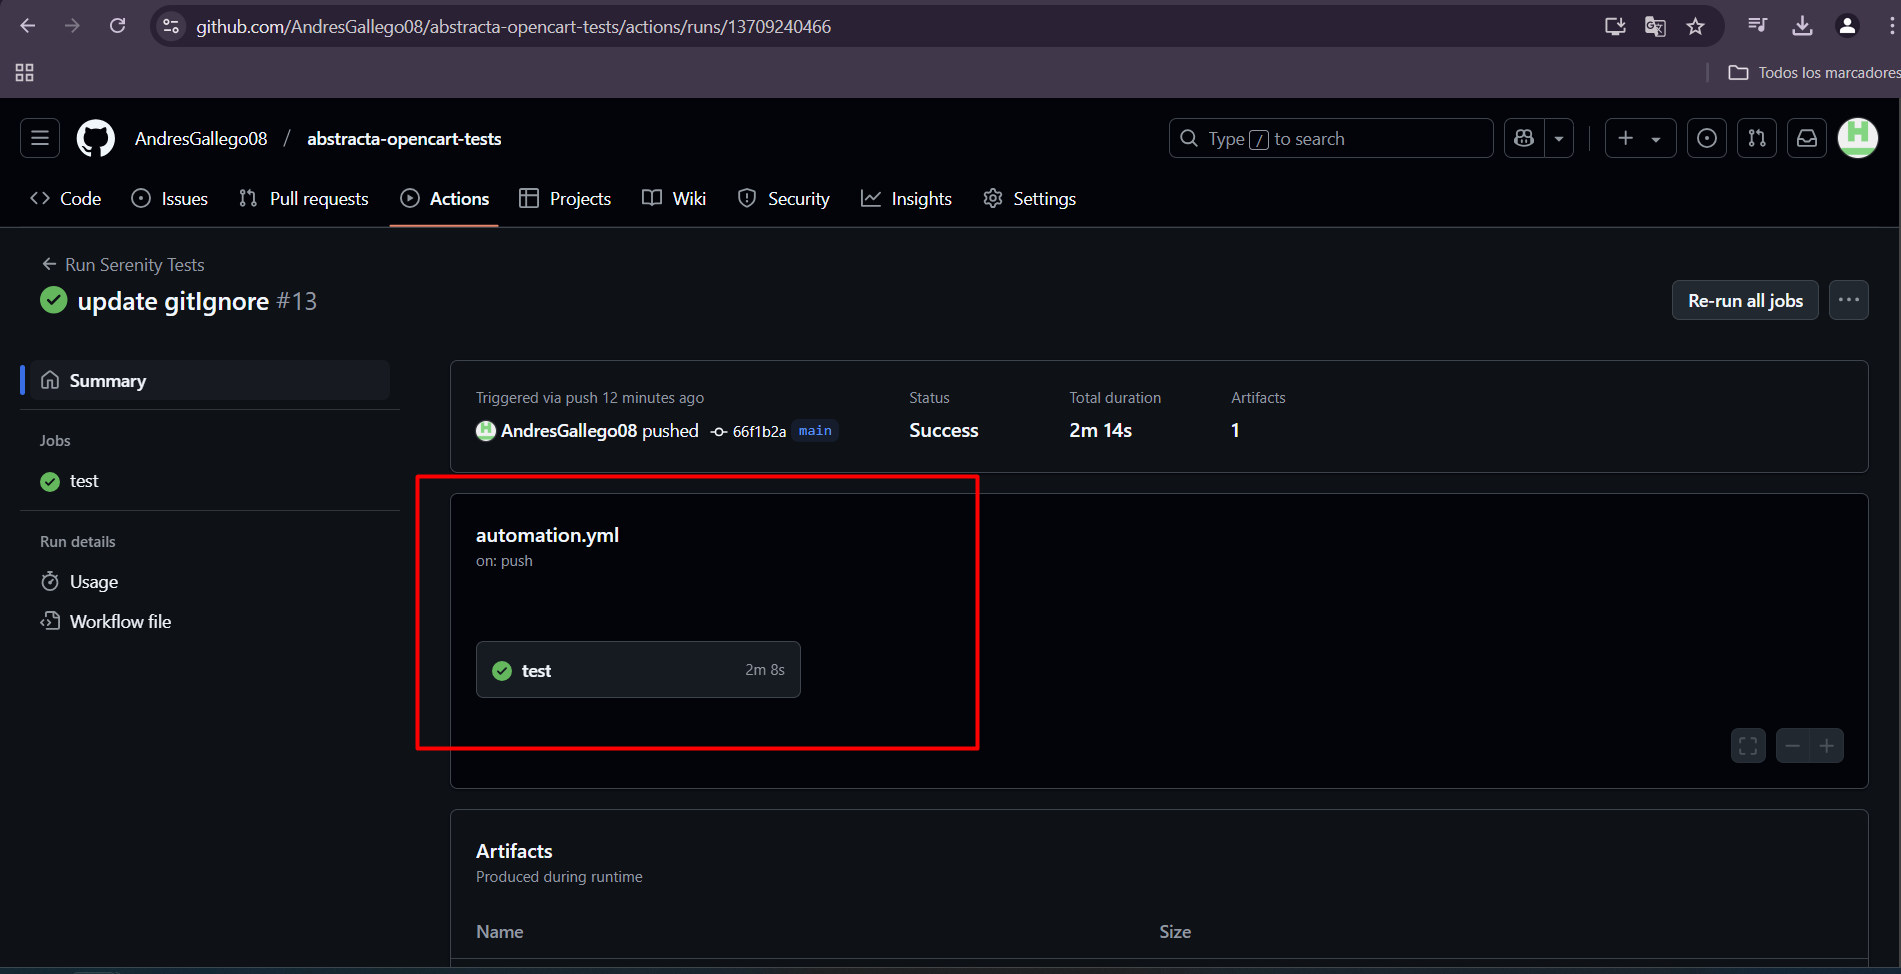 github.com/AndresGallego08/abstracta-opencart-tests/actions/runs/13709240466
Todos los marcadores
AndresGallego08 / abstracta-opencart-tests
Type / to search
Code Issues Pull requests Actions Projects Wiki Security Insights Settings
Run Serenity Tests
update gitIgnore #13
Re-run all jobs
Summary
Jobs
test
Run details
Usage
Workflow file
Triggered via push 12 minutes ago
AndresGallego08 pushed 66f1b2a main
Status
Success
Total duration
2m 14s
Artifacts
1
automation.yml
on: push
test 2m 8s
Artifacts
Produced during runtime
Name Size